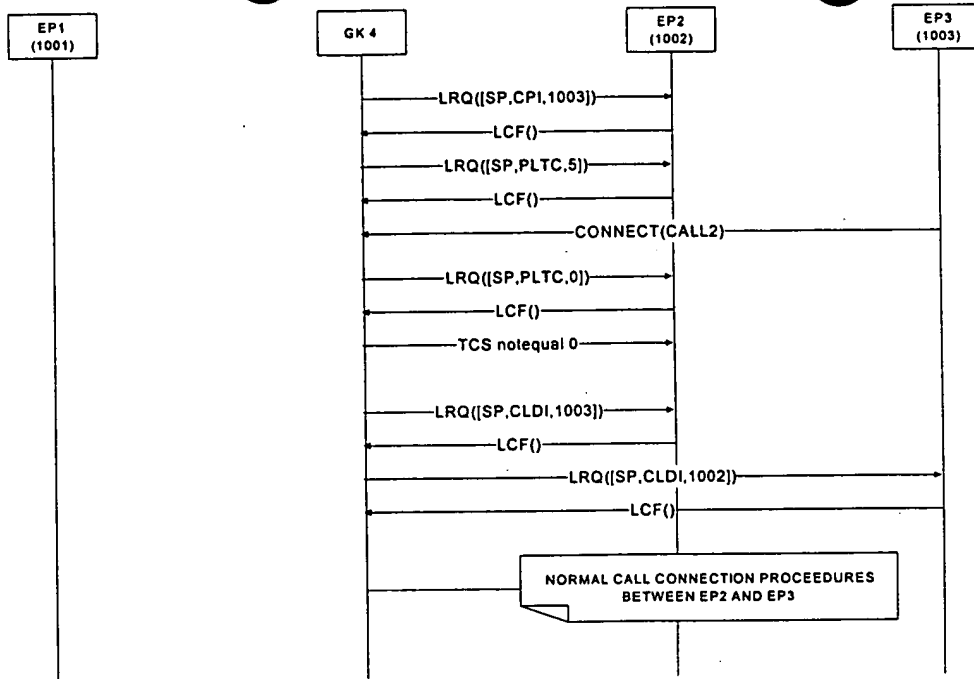 EP1
(1001)
GK 4
EP2
(1002)
EP3
(1003)
LRQ([SP,CPI,1003])
LCF()
LRQ([SP,PLTC,5])
LCF()
CONNECT(CALL2)
LRQ([SP,PLTC,0])
LCF()
TCS notequal 0
LRQ([SP,CLDI,1003])
LCF()
LRQ([SP,CLDI,1002])
LCF()
NORMAL CALL CONNECTION PROCEEDURES
BETWEEN EP2 AND EP3